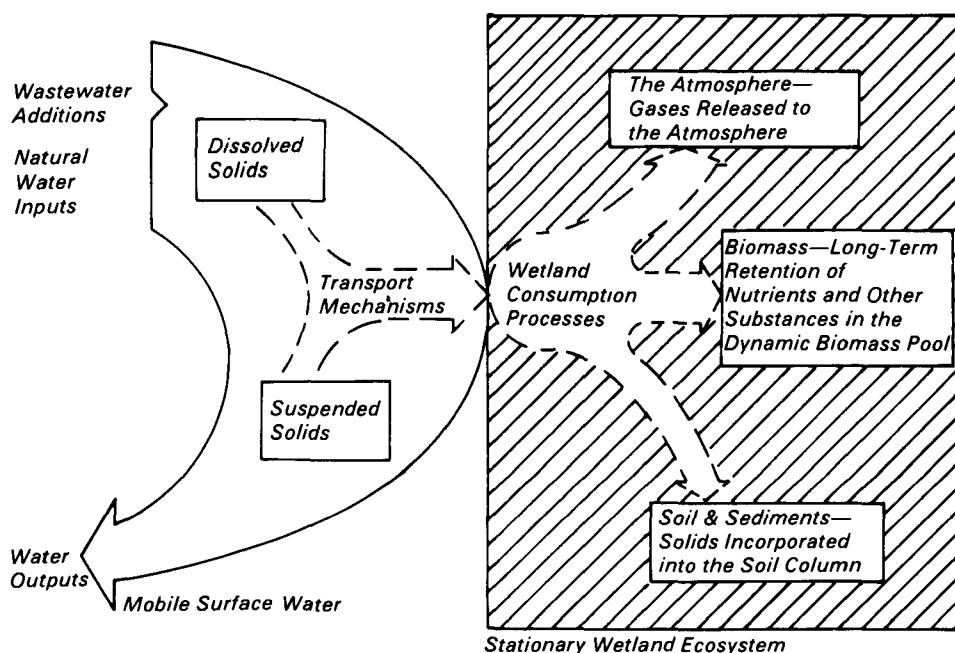 Wastewater
Additions
Natural
Water
Inputs
Dissolved
Solids
Transport
Mechanisms
Suspended
Solids
Water
Outputs
Mobile Surface Water
The Atmosphere—
Gases Released to
the Atmosphere
Wetland
Consumption
Processes
Biomass—Long-Term
Retention of
Nutrients and Other
Substances in the
Dynamic Biomass Pool
Soil & Sediments—
Solids Incorporated
into the Soil Column
Stationary Wetland Ecosystem